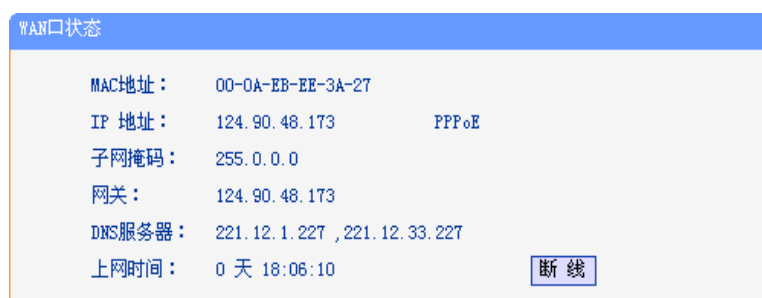 WAN口状态
MAC地址： 00-0A-EB-EE-3A-27
IP 地址： 124.90.48.173 PPPoE
子网掩码： 255.0.0.0
网关： 124.90.48.173
DNS服务器： 221.12.1.227 ,221.12.33.227
上网时间： 0 天 18:06:10 断 线